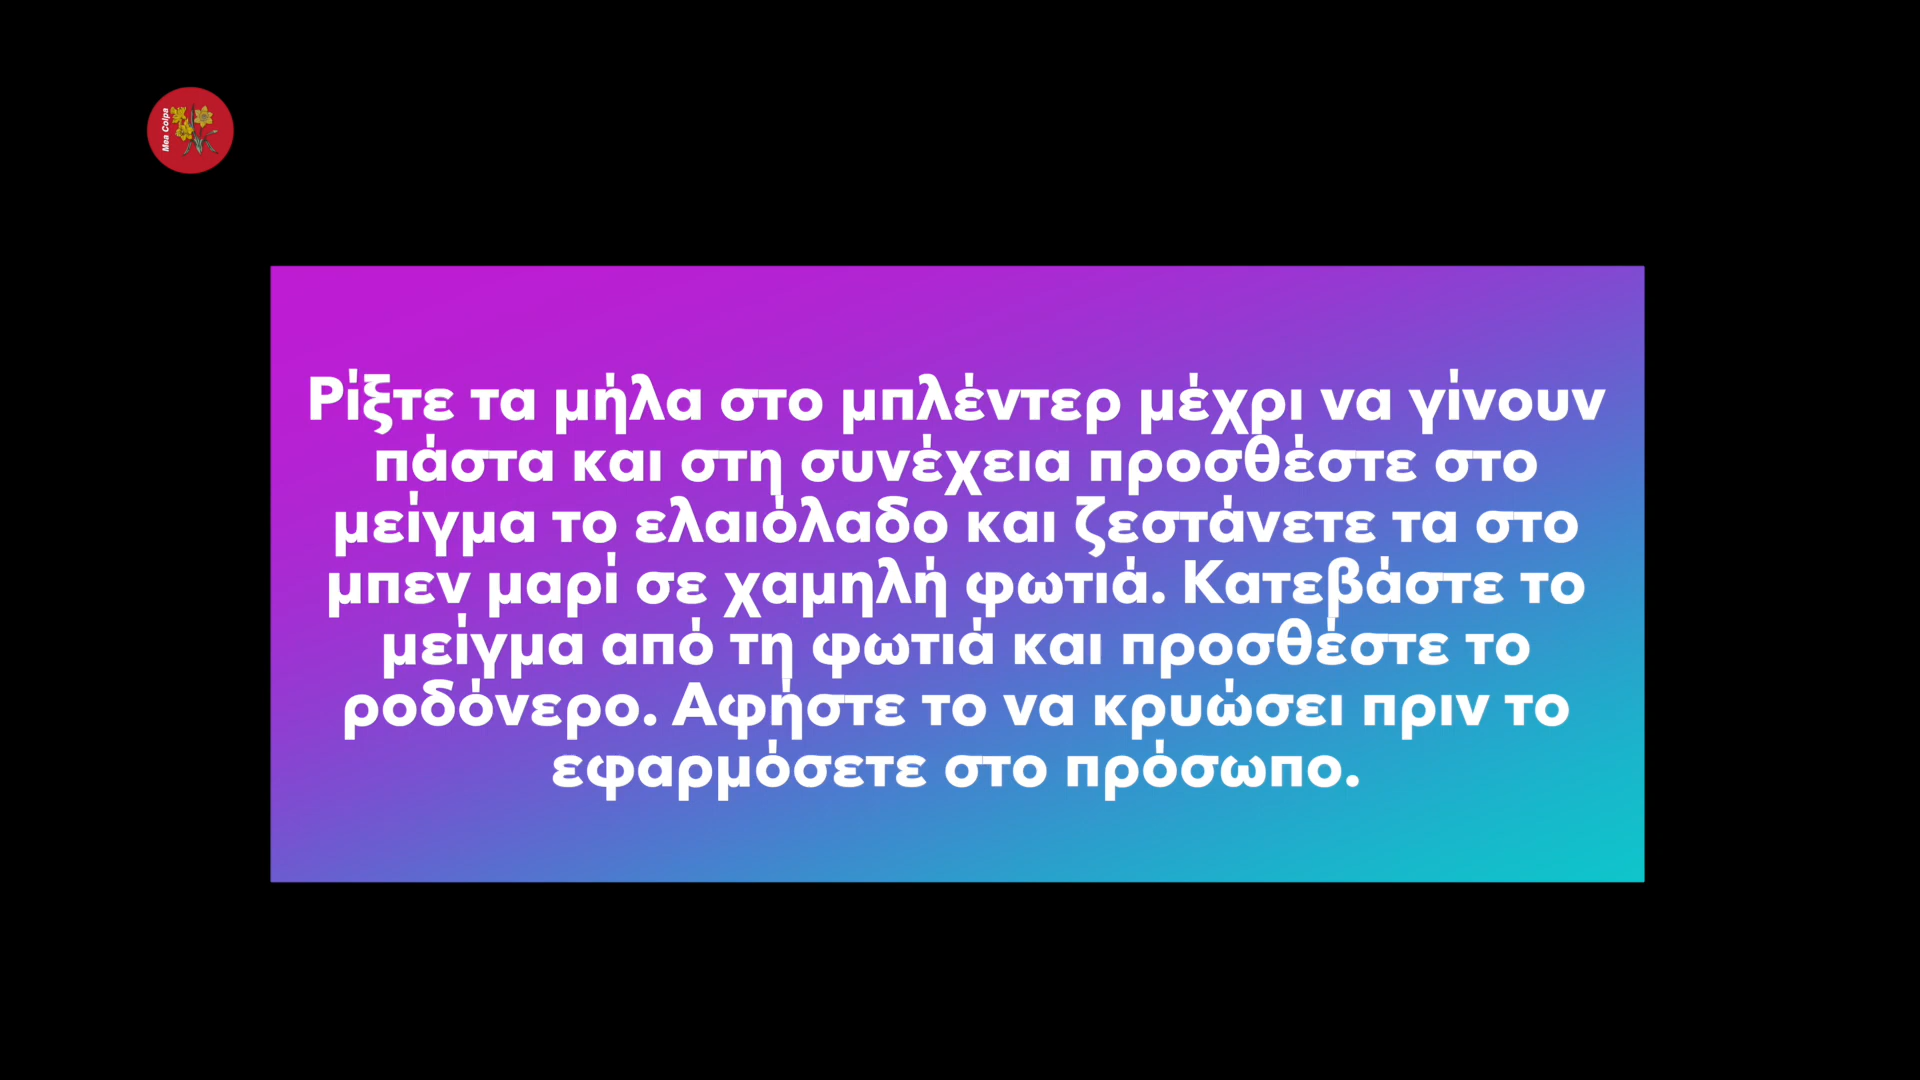 Mea Colpa
Ρίξτε τα μήλα στο μπλέντερ μέχρι να γίνουν
πάστα και στη συνέχεια προσθέστε στο
μείγμα το ελαιόλαδο και ζεστάνετε τα στο
μπεν μαρί σε χαμηλή φωτιά. Κατεβάστε το
μείγμα από τη φωτιά και προσθέστε το
ροδόνερο. Αφήστε το να κρυώσει πριν το
εφαρμόσετε στο πρόσωπο.